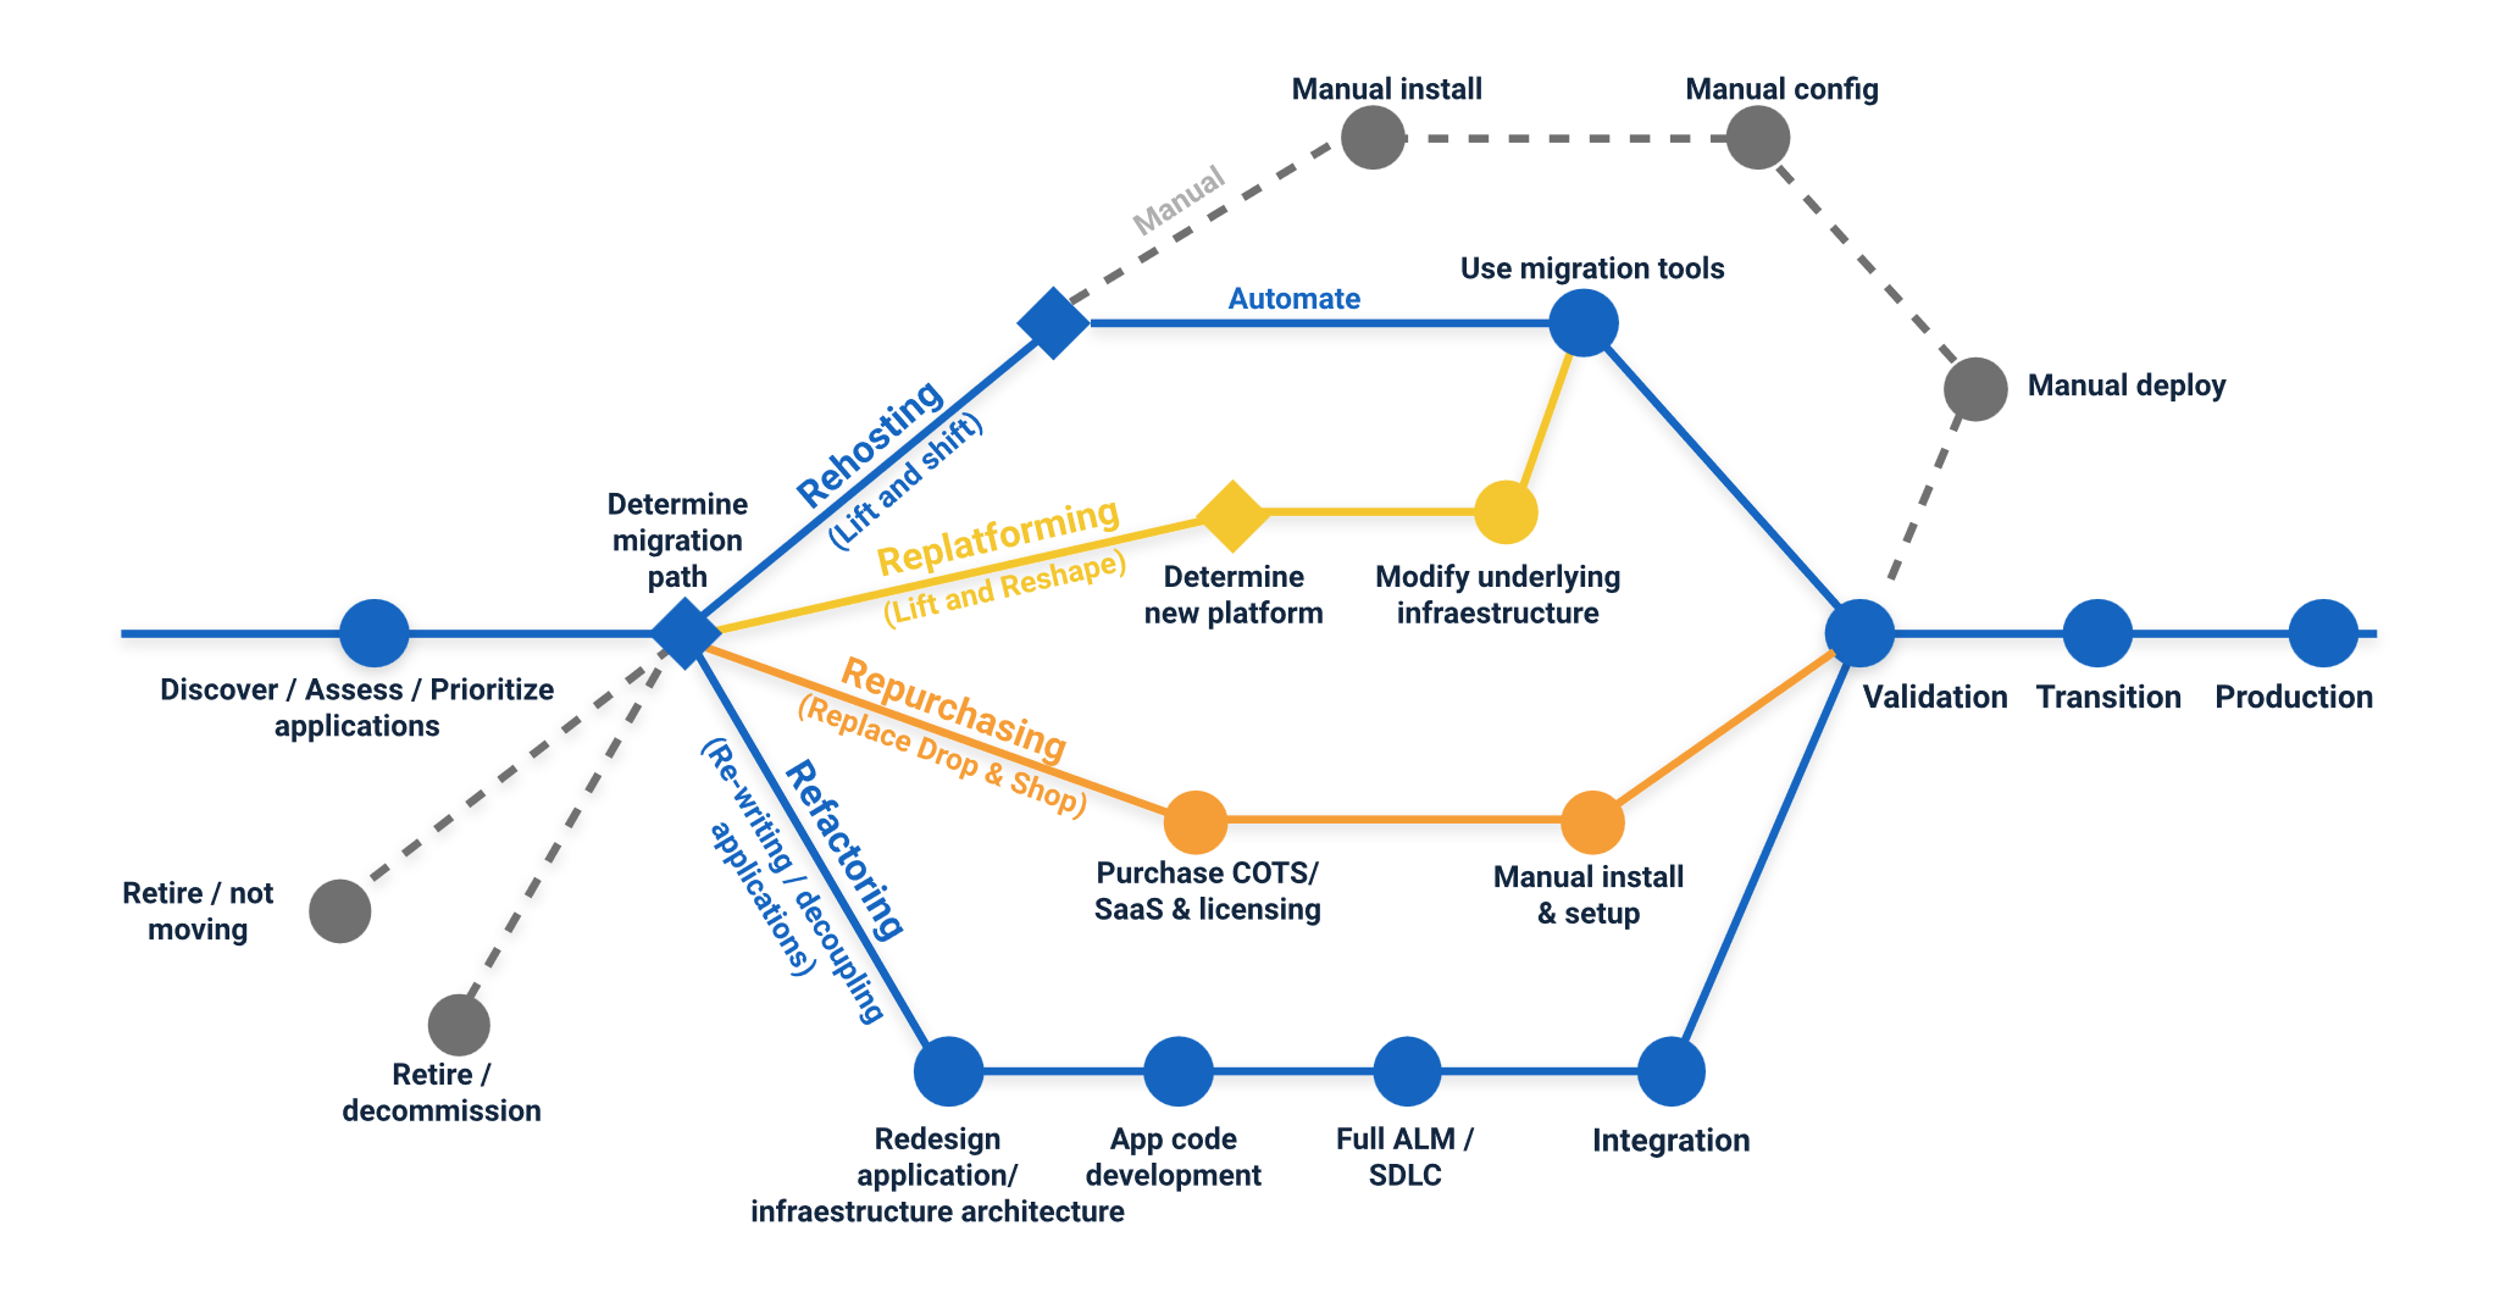 Manual install
Manual config
Manual
Use migration tools
Automate
Manual deploy
Rehosting
(Lift and shift)
Determine
migration
path
Replatforming
(Lift and Reshape)
Determine
new platform
Modify underlying
infraestructure
Discover / Assess / Prioritize
applications
Repurchasing
(Replace Drop & Shop)
Validation
Transition
Production
Refactoring
(Re-writing / decoupling
applications)
Purchase COTS/
SaaS & licensing
Manual install
& setup
Retire / not
moving
Retire /
decommission
Redesign
application/
infraestructure architecture
App code
development
Full ALM /
SDLC
Integration